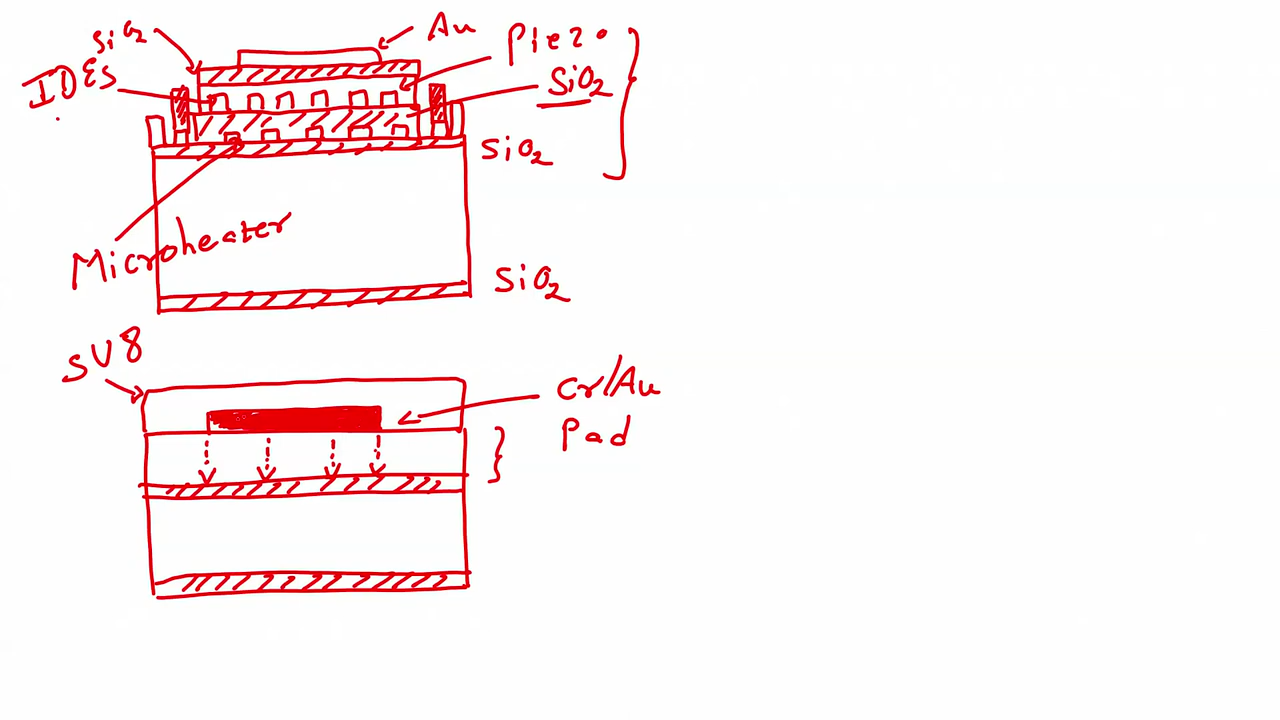 SiO2
Au
Piezo
IDES
SiO2
SiO2
Microheater
SiO2
SU8
Cr/Au
Pad